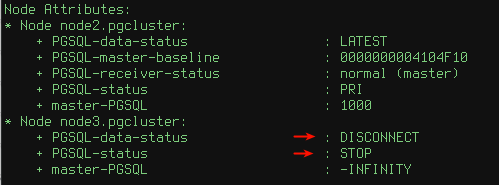 Node Attributes:
* Node node2.pgcluster:
    + PGSQL-data-status                 : LATEST
    + PGSQL-master-baseline             : 0000000004104F10
    + PGSQL-receiver-status             : normal (master)
    + PGSQL-status                      : PRI
    + master-PGSQL                      : 1000
* Node node3.pgcluster:
    + PGSQL-data-status                 : DISCONNECT
    + PGSQL-status                      : STOP
    + master-PGSQL                      : -INFINITY